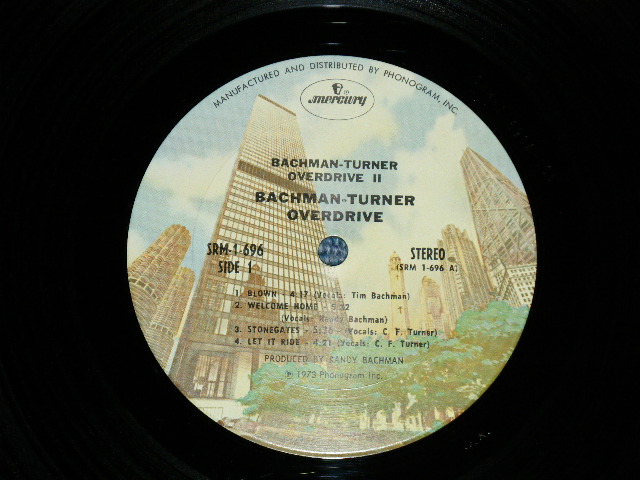 MANUFACTURED AND DISTRIBUTED BY PHONOGRAM, INC.
mercury
BACHMAN-TURNER
OVERDRIVE II
BACHMAN-TURNER
OVERDRIVE
SRM-1-696
SIDE 1
STEREO
(SRM 1-696 A)
1. BLOWN - 4:17 (Vocals: Tim Bachman)
2. WELCOME HOME - 5:32
(Vocals: Randy Bachman)
3. STONEGATES - 5:36 - (Vocals: C. F. Turner)
4. LET IT RIDE - 4:21 (Vocals: C. F. Turner)
PRODUCED BY RANDY BACHMAN
℗ 1973 Phonogram Inc.